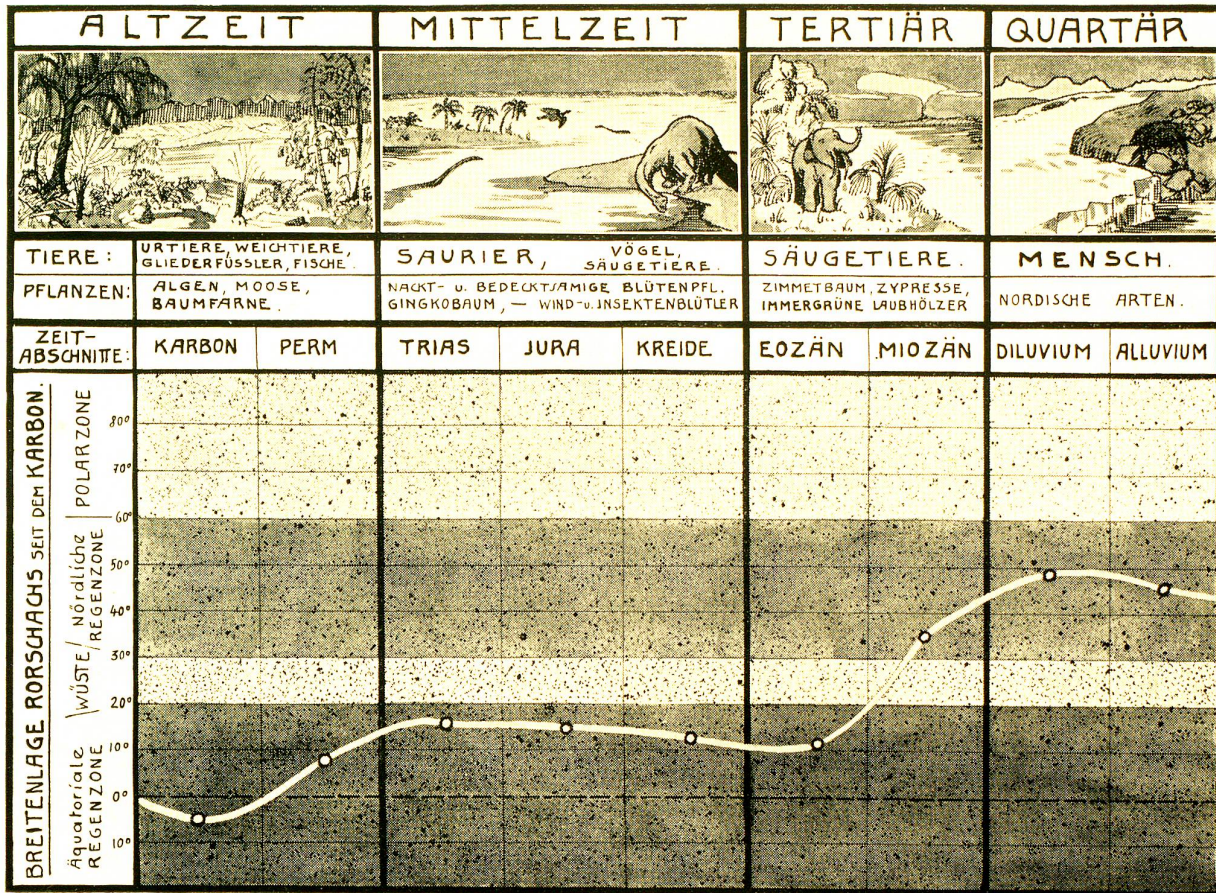 ALTZEIT MITTELZEIT TERTIÄR QUARTÄR
TIERE:
URTIERE, WEICHTIERE,
GLIEDERFÜSSLER, FISCHE.
SAURIER, VÖGEL,
SÄUGETIERE.
SÄUGETIERE.
MENSCH.
PFLANZEN:
ALGEN, MOOSE,
BAUMFARNE.
NACKT- U. BEDECKTSAMIGE BLÜTENPFL.
GINGKOBAUM, — WIND-U.INSEKTENBLÜTLER
ZIMMETBAUM, ZYPRESSE,
IMMERGRÜNE LAUBHÖLZER
NORDISCHE ARTEN.
ZEIT-
ABSCHNITTE:
KARBON PERM TRIAS JURA KREIDE EOZÄN MIOZÄN DILUVIUM ALLUVIUM
BREITENLAGE RORSCHACHS SEIT DEM KARBON.
POLARZONE
Nördliche
REGENZONE
WÜSTE
Äquatoriale
REGENZONE
80°
70°
60°
50°
40°
30°
20°
10°
0°
10°